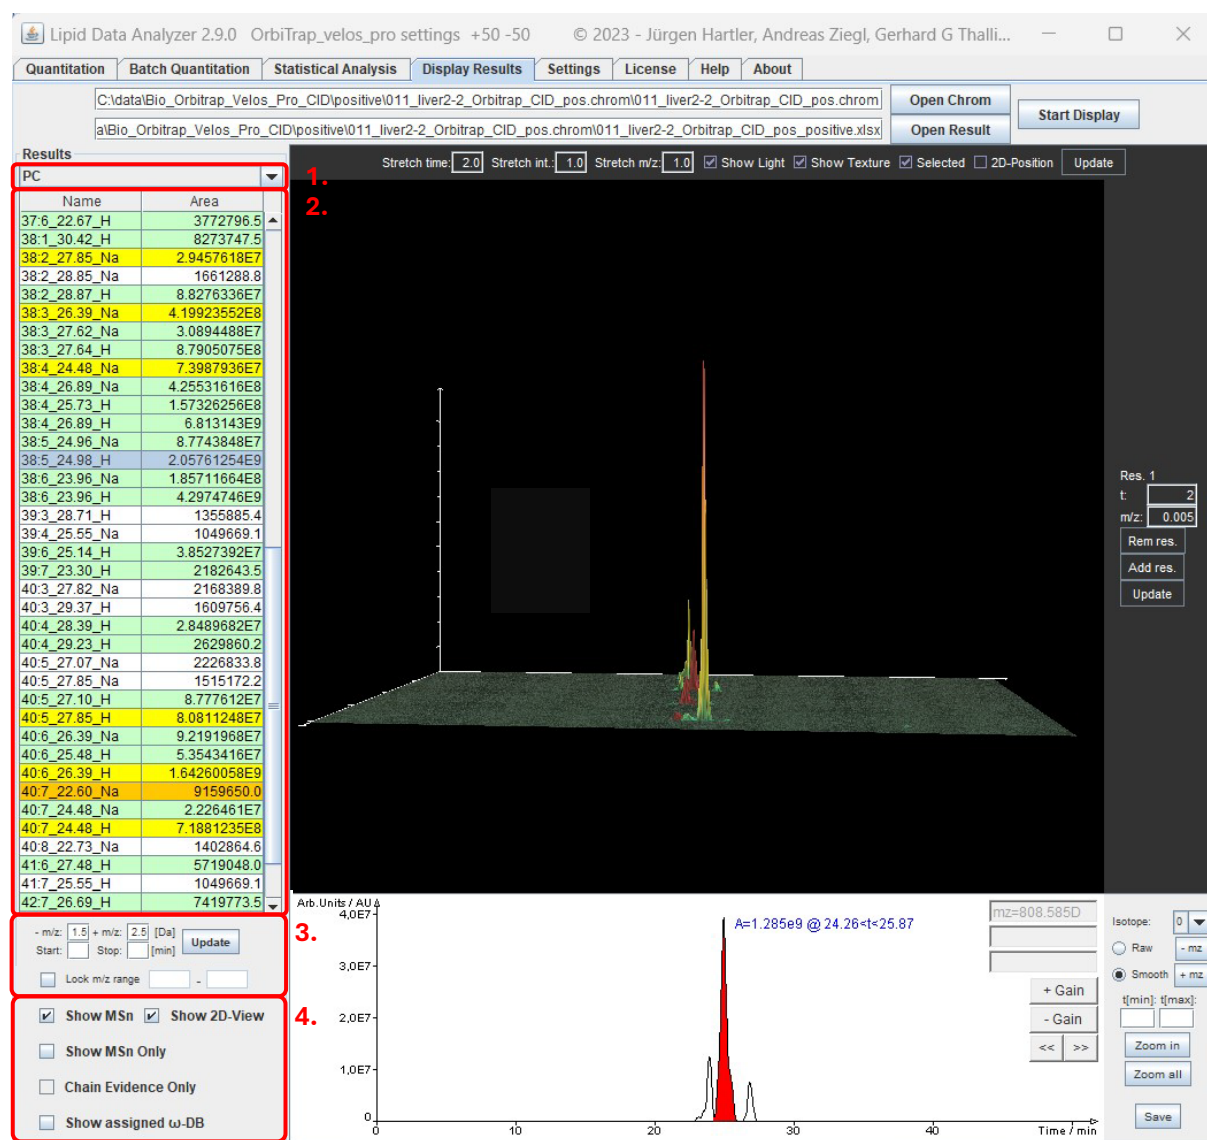 Lipid Data Analyzer 2.9.0 OrbiTrap_velos_pro settings +50 -50 © 2023 - Jürgen Hartler, Andreas Ziegl, Gerhard G Thalli...
Quantitation Batch Quantitation Statistical Analysis Display Results Settings License Help About
C:\data\Bio_Orbitrap_Velos_Pro_CID\positive\011_liver2-2_Orbitrap_CID_pos.chrom\011_liver2-2_Orbitrap_CID_pos.chrom Open Chrom
Start Display
a\Bio_Orbitrap_Velos_Pro_CID\positive\011_liver2-2_Orbitrap_CID_pos.chrom\011_liver2-2_Orbitrap_CID_pos_positive.xlsx Open Result
Results
Stretch time: 2.0 Stretch int.: 1.0 Stretch m/z: 1.0 Show Light Show Texture Selected 2D-Position Update
PC 1.
Name Area 2.
37:6_22.67_H 3772796.5
38:1_30.42_H 8273747.5
38:2_27.85_Na 2.9457618E7
38:2_28.85_Na 1661288.8
38:2_28.87_H 8.8276336E7
38:3_26.39_Na 4.19923552E8
38:3_27.62_Na 3.0894488E7
38:3_27.64_H 8.7905075E8
38:4_24.48_Na 7.3987936E7
38:4_26.89_Na 4.25531616E8
38:4_25.73_H 1.57326256E8
38:4_26.89_H 6.813143E9
38:5_24.96_Na 8.7743848E7
38:5_24.98_H 2.05761254E9
38:6_23.96_Na 1.85711664E8
38:6_23.96_H 4.2974746E9
39:3_28.71_H 1355885.4
39:4_25.55_Na 1049669.1
39:6_25.14_H 3.8527392E7
39:7_23.30_H 2182643.5
40:3_27.82_Na 2168389.8
40:3_29.37_H 1609756.4
40:4_28.39_H 2.8489682E7
40:4_29.23_H 2629860.2
40:5_27.07_Na 2226833.8
40:5_27.85_Na 1515172.2
40:5_27.10_H 8.777612E7
40:5_27.85_H 8.0811248E7
40:6_26.39_Na 9.2191968E7
40:6_25.48_H 5.3543416E7
40:6_26.39_H 1.64260058E9
40:7_22.60_Na 9159650.0
40:7_24.48_Na 2.226461E7
40:7_24.48_H 7.1881235E8
40:8_22.73_Na 1402864.6
41:6_27.48_H 5719048.0
41:7_25.55_H 1049669.1
42:7_26.69_H 7419773.5
Res. 1
t: 2
m/z: 0.005
Rem res.
Add res.
Update
- m/z: 1.5 + m/z: 2.5 [Da] Update
Start: Stop: [min]
Lock m/z range -
3.
Show MSn Show 2D-View 4.
Show MSn Only
Chain Evidence Only
Show assigned ω-DB
Arb.Units / AU
4,0E7
3,0E7
2,0E7
1,0E7
0
A=1.285e9 @ 24.26<t<25.87
mz=808.585D
+ Gain
- Gain
<< >>
0 10 20 30 40 Time / min
Isotope: 0
Raw - mz
Smooth + mz
t[min]: t[max]:
Zoom in
Zoom all
Save